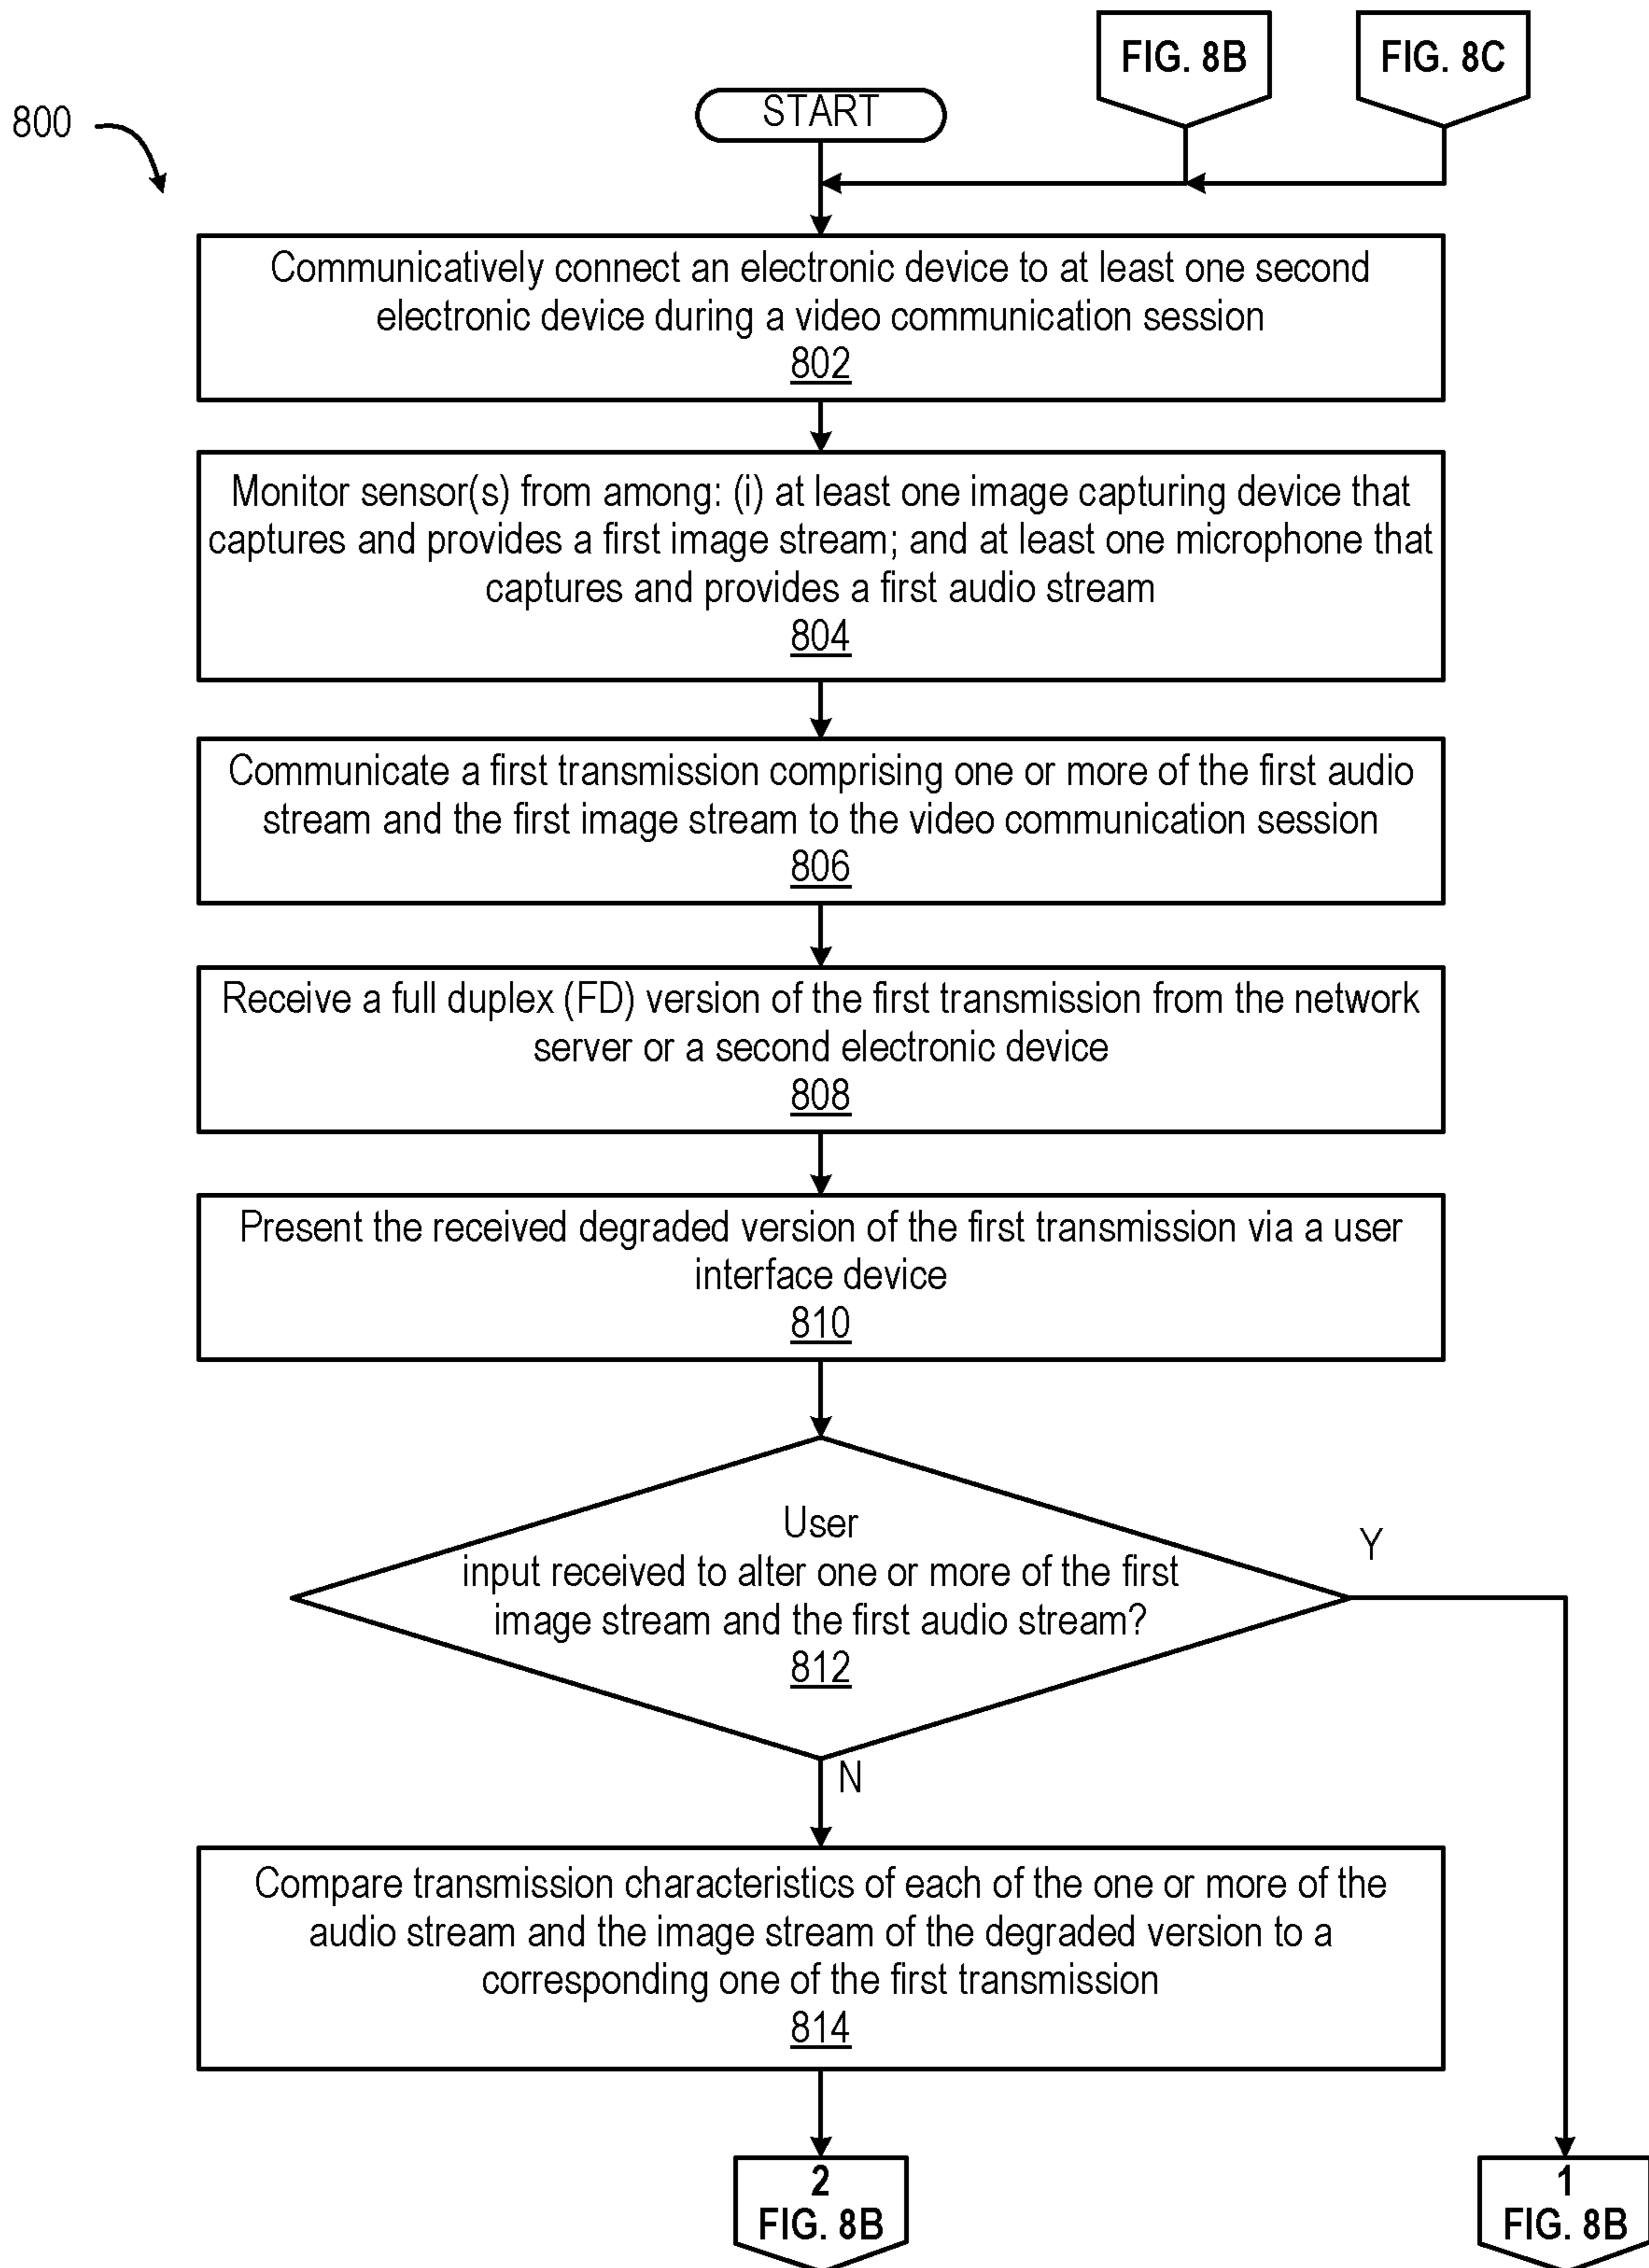 FIG. 8B
FIG. 8C
800
START
Communicatively connect an electronic device to at least one second
electronic device during a video communication session
802
Monitor sensor(s) from among: (i) at least one image capturing device that
captures and provides a first image stream; and at least one microphone that
captures and provides a first audio stream
804
Communicate a first transmission comprising one or more of the first audio
stream and the first image stream to the video communication session
806
Receive a full duplex (FD) version of the first transmission from the network
server or a second electronic device
808
Present the received degraded version of the first transmission via a user
interface device
810
User
input received to alter one or more of the first
image stream and the first audio stream?
812
Y
N
Compare transmission characteristics of each of the one or more of the
audio stream and the image stream of the degraded version to a
corresponding one of the first transmission
814
2
FIG. 8B
1
FIG. 8B